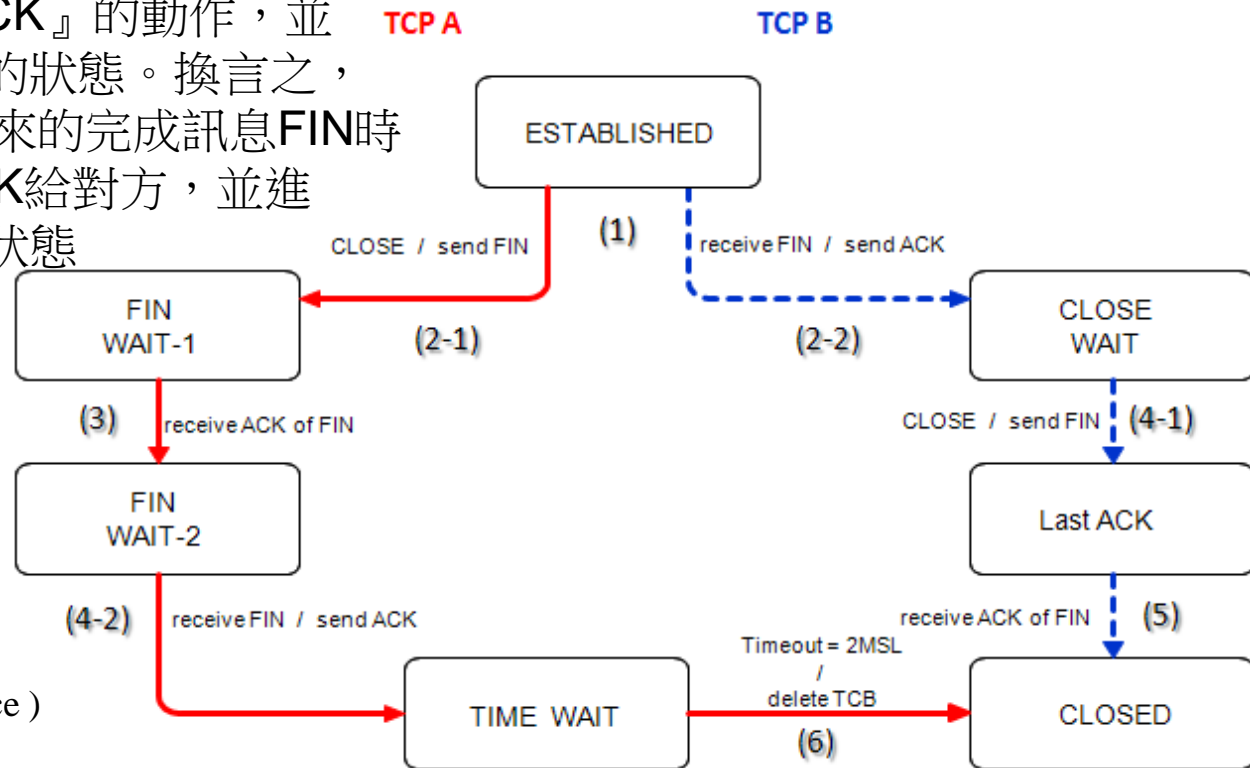 CK』的動作，並
的狀態。換言之，
來的完成訊息FIN時
K給對方，並進
狀態
TCP A
TCP B
ESTABLISHED
(1)
CLOSE / send FIN
receive FIN / send ACK
FIN
WAIT-1
(2-1)
(2-2)
CLOSE
WAIT
(3)
receive ACK of FIN
CLOSE / send FIN
(4-1)
FIN
WAIT-2
Last ACK
(4-2)
receive FIN / send ACK
receive ACK of FIN
(5)
Timeout = 2MSL
/
delete TCB
ce )
TIME WAIT
(6)
CLOSED